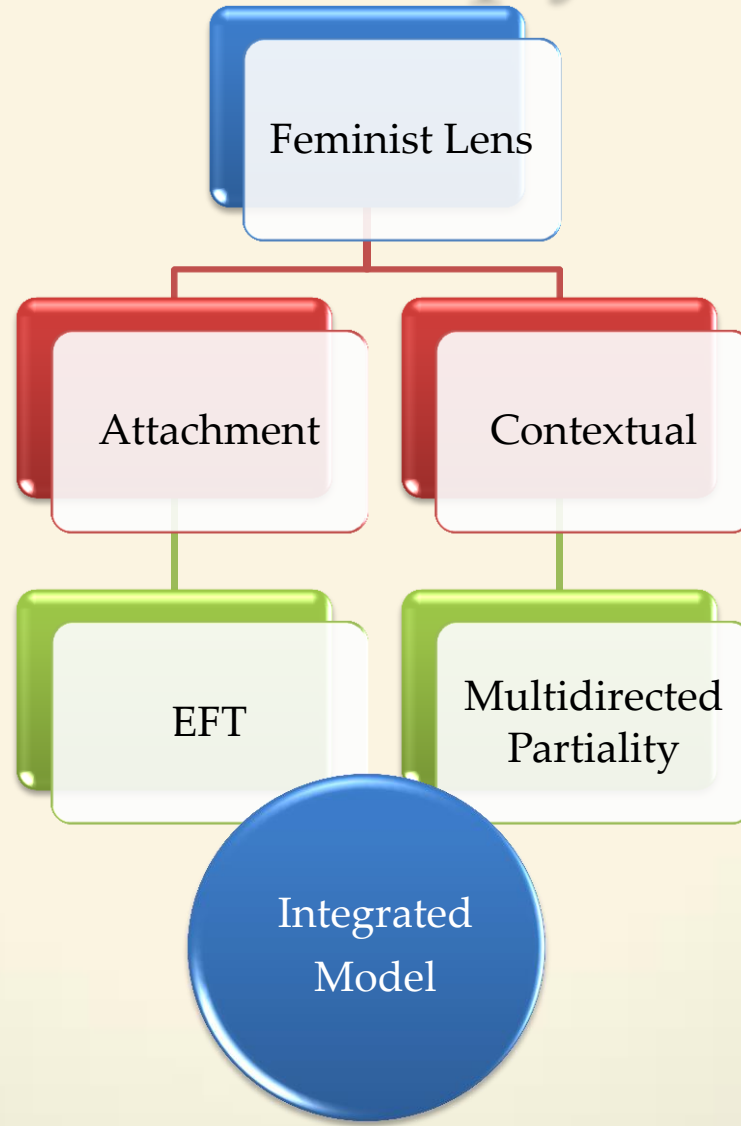 Feminist Lens
Attachment
Contextual
EFT
Multidirected
Partiality
Integrated
Model